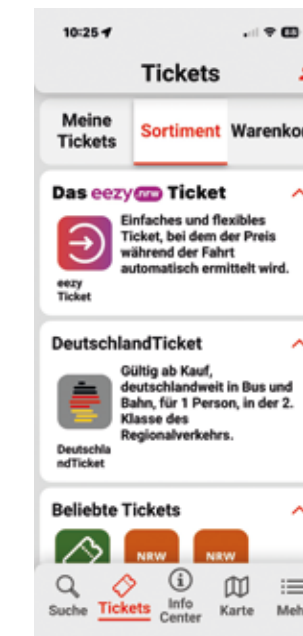 10:25
Tickets
Meine
Tickets
Sortiment
Warenkor
Das eezy nrw Ticket
Einfaches und flexibles
Ticket, bei dem der Preis
während der Fahrt
automatisch ermittelt wird.
eezy
Ticket
DeutschlandTicket
Gültig ab Kauf,
deutschlandweit in Bus und
Bahn, für 1 Person, in der 2.
Klasse des
Regionalverkehrs.
Deutschla
ndTicket
Beliebte Tickets
NRW NRW
Suche Tickets Info Center Karte Mehr